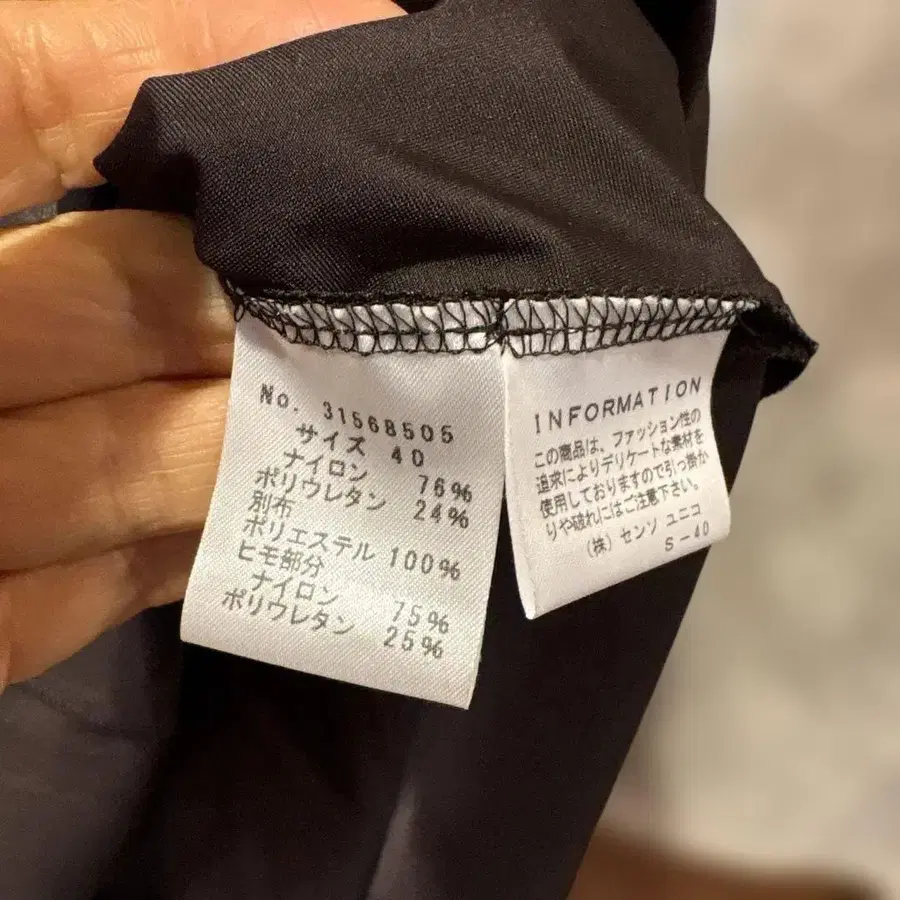 No. 31568505
サイズ 40
ナイロン 76%
ポリウレタン 24%
別布
ポリエステル 100%
ヒモ部分
ナイロン 75%
ポリウレタン 25%
INFORMATION
この商品は、ファッション性の
追求によりデリケートな素材を
使用しておりますので引っ掛か
りや破れにはご注意下さい。
(株) センソ ユニコ
S-40